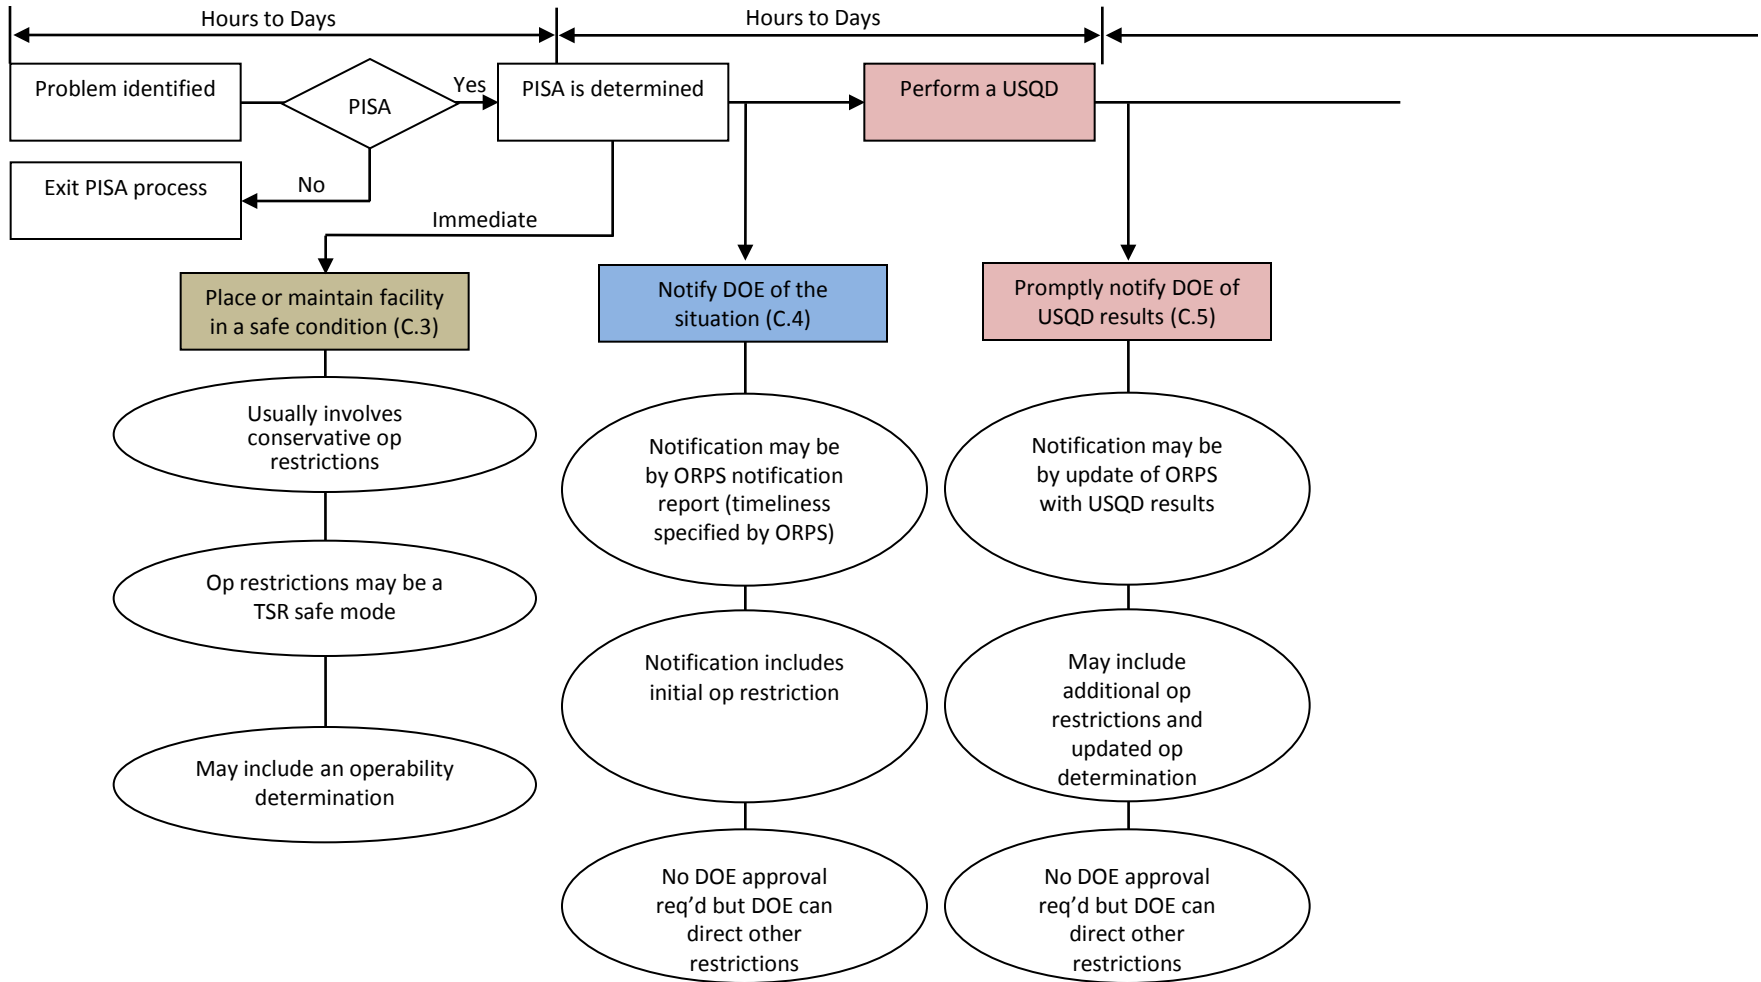 Hours to Days
Hours to Days
Problem identified
PISA
Yes
PISA is determined
Perform a USQD
Exit PISA process
No
Immediate
Place or maintain facility
in a safe condition (C.3)
Usually involves
conservative op
restrictions
Op restrictions may be a
TSR safe mode
May include an operability
determination
Notify DOE of the
situation (C.4)
Notification may be
by ORPS notification
report (timeliness
specified by ORPS)
Notification includes
initial op restriction
No DOE approval
req’d but DOE can
direct other
restrictions
Promptly notify DOE of
USQD results (C.5)
Notification may be
by update of ORPS
with USQD results
May include
additional op
restrictions and
updated op
determination
No DOE approval
req’d but DOE can
direct other
restrictions